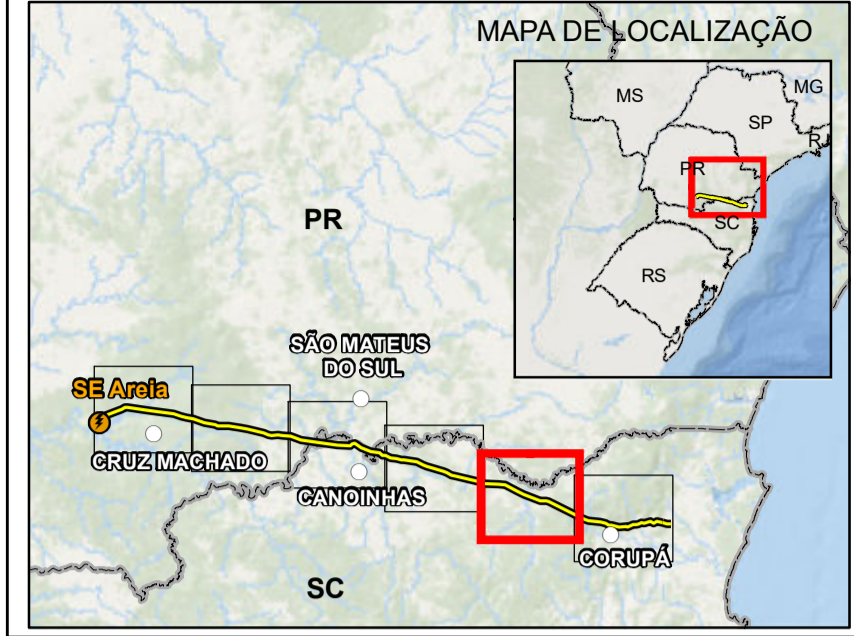 MAPA DE LOCALIZAÇÃO
MS
MG
SP
RJ
PR
SC
RS
PR
SÃO MATEUS
DO SUL
SE Areia
CRUZ MACHADO
CANOINHAS
CORUPÁ
SC